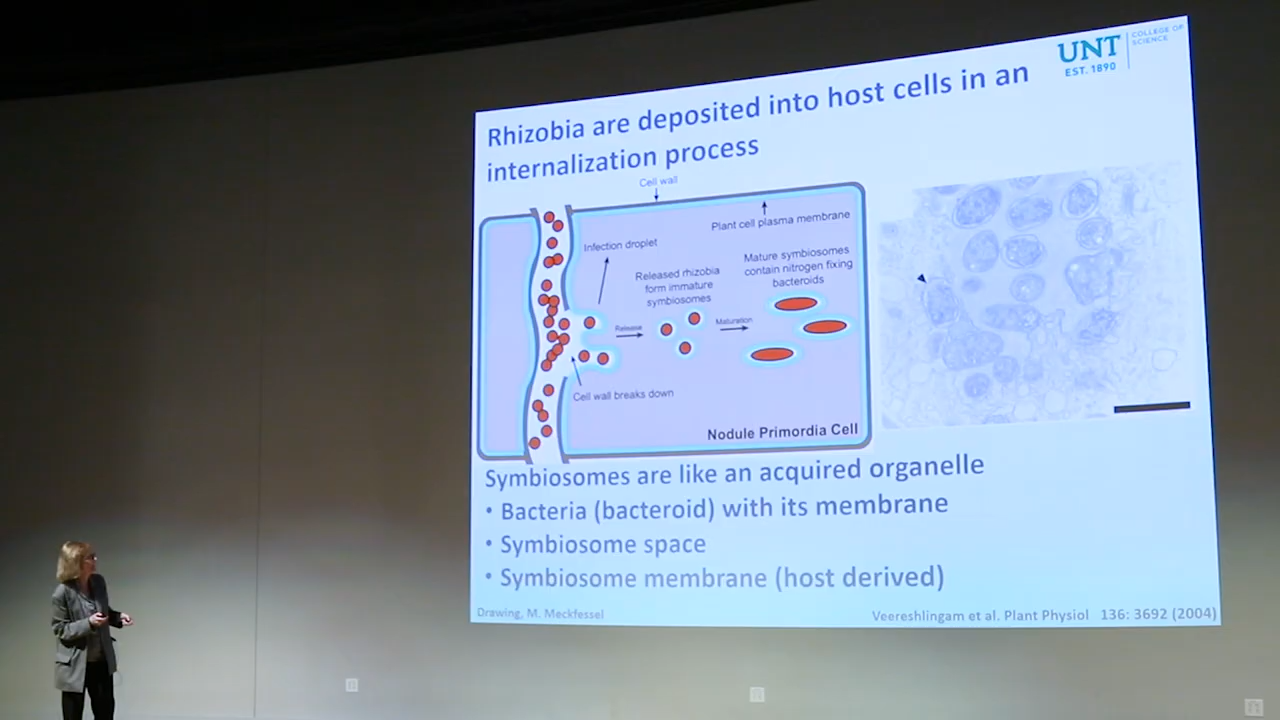 UNT
EST. 1890
COLLEGE OF
SCIENCE
Rhizobia are deposited into host cells in an
internalization process
Cell wall
Plant cell plasma membrane
Infection droplet
Released rhizobia
form immature
symbiosomes
Mature symbiosomes
contain nitrogen fixing
bacteroids
Release
Maturation
Cell wall breaks down
Nodule Primordia Cell
Symbiosomes are like an acquired organelle
• Bacteria (bacteroid) with its membrane
• Symbiosome space
• Symbiosome membrane (host derived)
Drawing, M. Meckfessel
Veereshlingam et al. Plant Physiol 136: 3692 (2004)